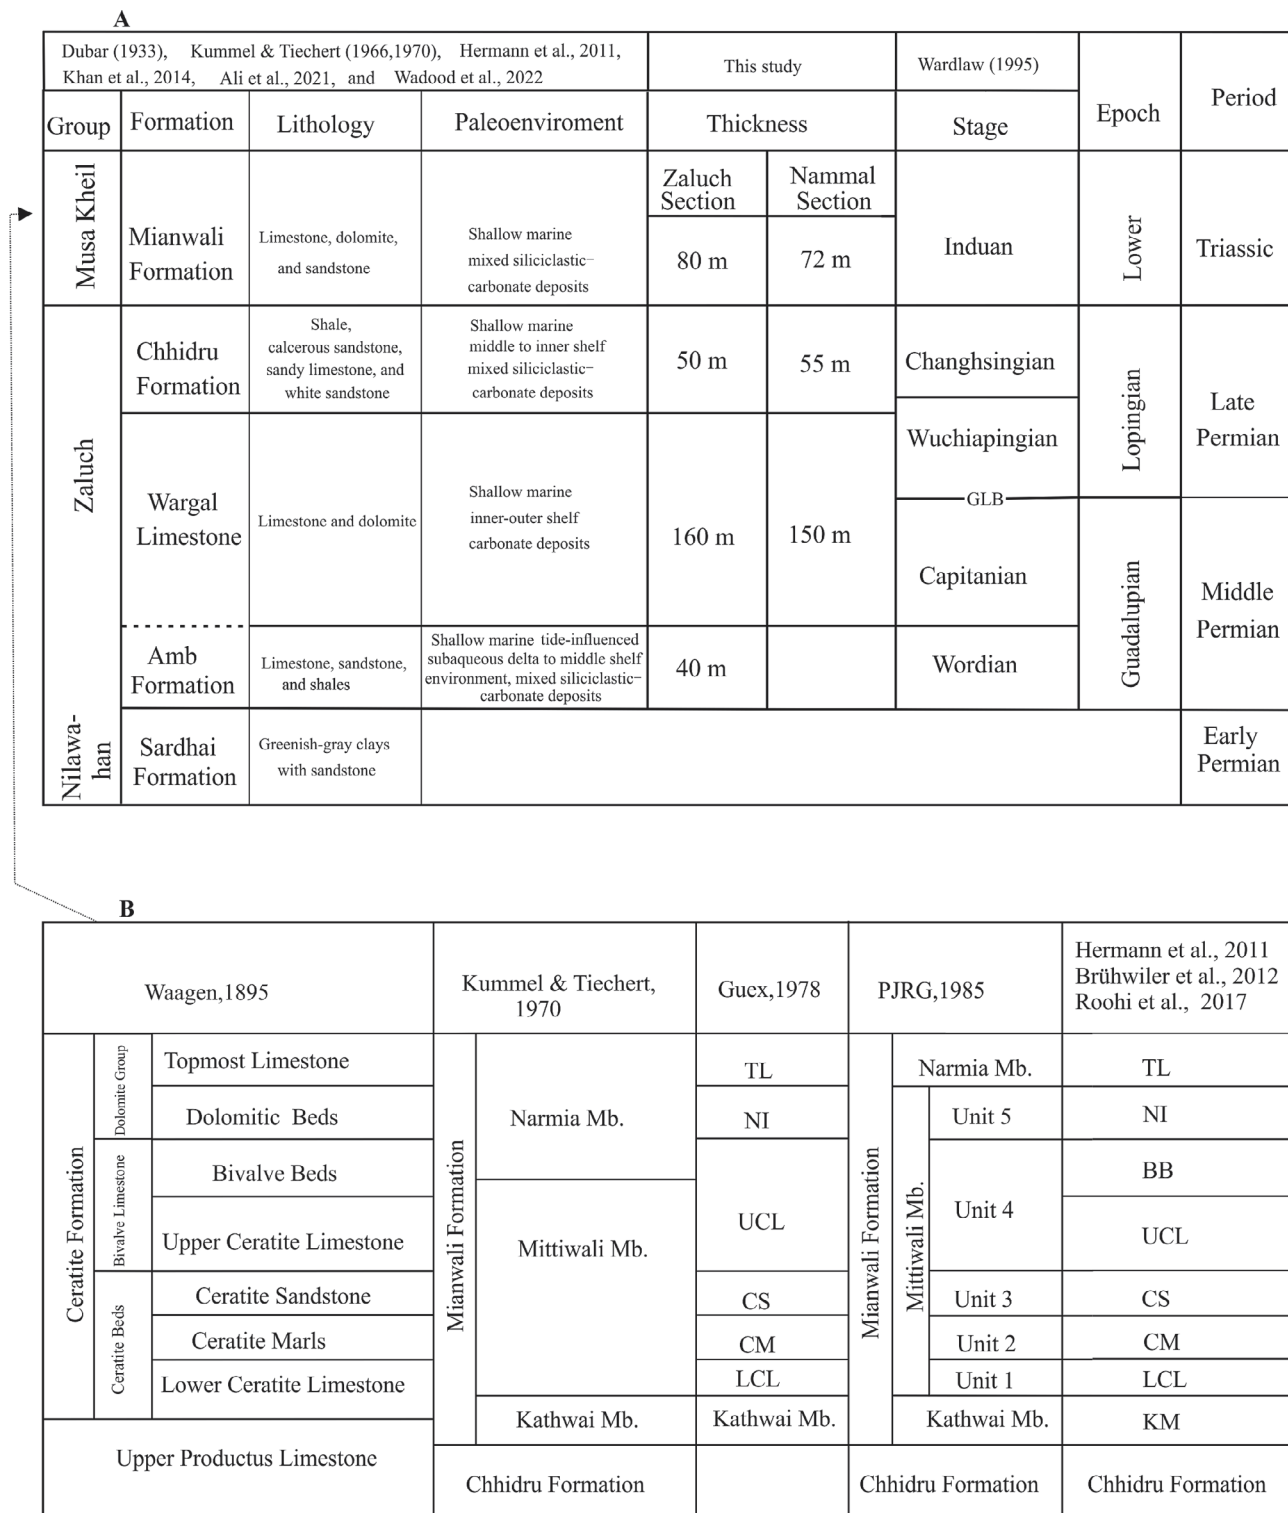 A
Dubar (1933), Kummel & Tiechert (1966,1970), Hermann et al., 2011,
Khan et al., 2014, Ali et al., 2021, and Wadood et al., 2022
This study
Wardlaw (1995)
Epoch
Period
Group
Formation
Lithology
Paleoenviroment
Thickness
Stage
Zaluch
Section
Nammal
Section
Musa Kheil
Mianwali
Formation
Limestone, dolomite,
and sandstone
Shallow marine
mixed siliciclastic–
carbonate deposits
80 m
72 m
Induan
Lower
Triassic
Zaluch
Chhidru
Formation
Shale,
calcerous sandstone,
sandy limestone, and
white sandstone
Shallow marine
middle to inner shelf
mixed siliciclastic–
carbonate deposits
50 m
55 m
Changhsingian
Wuchiapingian
Lopingian
Late
Permian
Wargal
Limestone
Limestone and dolomite
Shallow marine
inner-outer shelf
carbonate deposits
160 m
150 m
GLB
Capitanian
Guadalupian
Middle
Permian
Amb
Formation
Limestone, sandstone,
and shales
Shallow marine tide-influenced
subaqueous delta to middle shelf
environment, mixed siliciclastic–
carbonate deposits
40 m
Wordian
Nilawa-
han
Sardhai
Formation
Greenish-gray clays
with sandstone
Early
Permian
B
Waagen,1895
Kummel & Tiechert,
1970
Guex,1978
PJRG,1985
Hermann et al., 2011
Brühwiler et al., 2012
Roohi et al., 2017
Ceratite Formation
Dolomite Group
Topmost Limestone
Dolomitic Beds
Bivalve Limestone
Bivalve Beds
Upper Ceratite Limestone
Ceratite Beds
Ceratite Sandstone
Ceratite Marls
Lower Ceratite Limestone
Upper Productus Limestone
Mianwali Formation
Narmia Mb.
Mittiwali Mb.
Kathwai Mb.
Chhidru Formation
TL
NI
UCL
CS
CM
LCL
Kathwai Mb.
Mianwali Formation
Narmia Mb.
Mittiwali Mb.
Unit 5
Unit 4
Unit 3
Unit 2
Unit 1
Kathwai Mb.
Chhidru Formation
TL
NI
BB
UCL
CS
CM
LCL
KM
Chhidru Formation